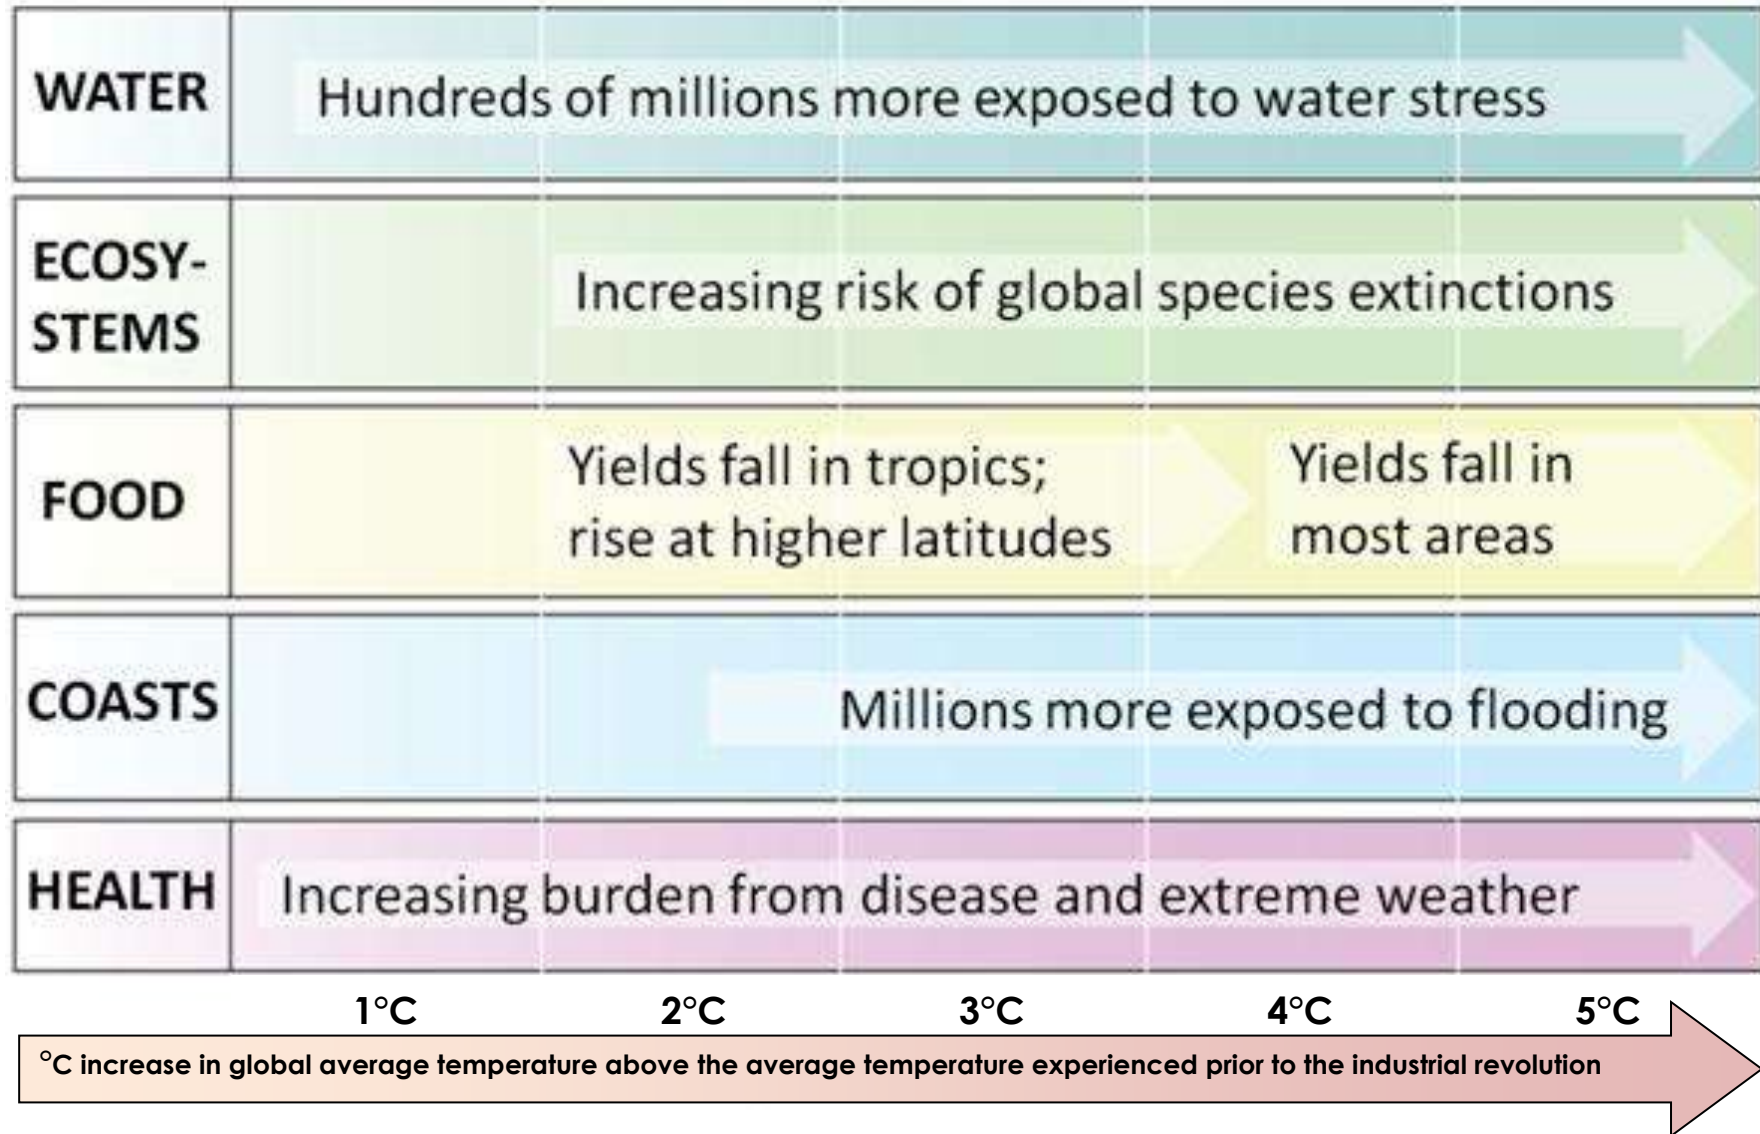 WATER
Hundreds of millions more exposed to water stress
ECOSY-
STEMS
Increasing risk of global species extinctions
FOOD
Yields fall in tropics;
rise at higher latitudes
Yields fall in
most areas
COASTS
Millions more exposed to flooding
HEALTH
Increasing burden from disease and extreme weather
1°C 2°C 3°C 4°C 5°C
°C increase in global average temperature above the average temperature experienced prior to the industrial revolution